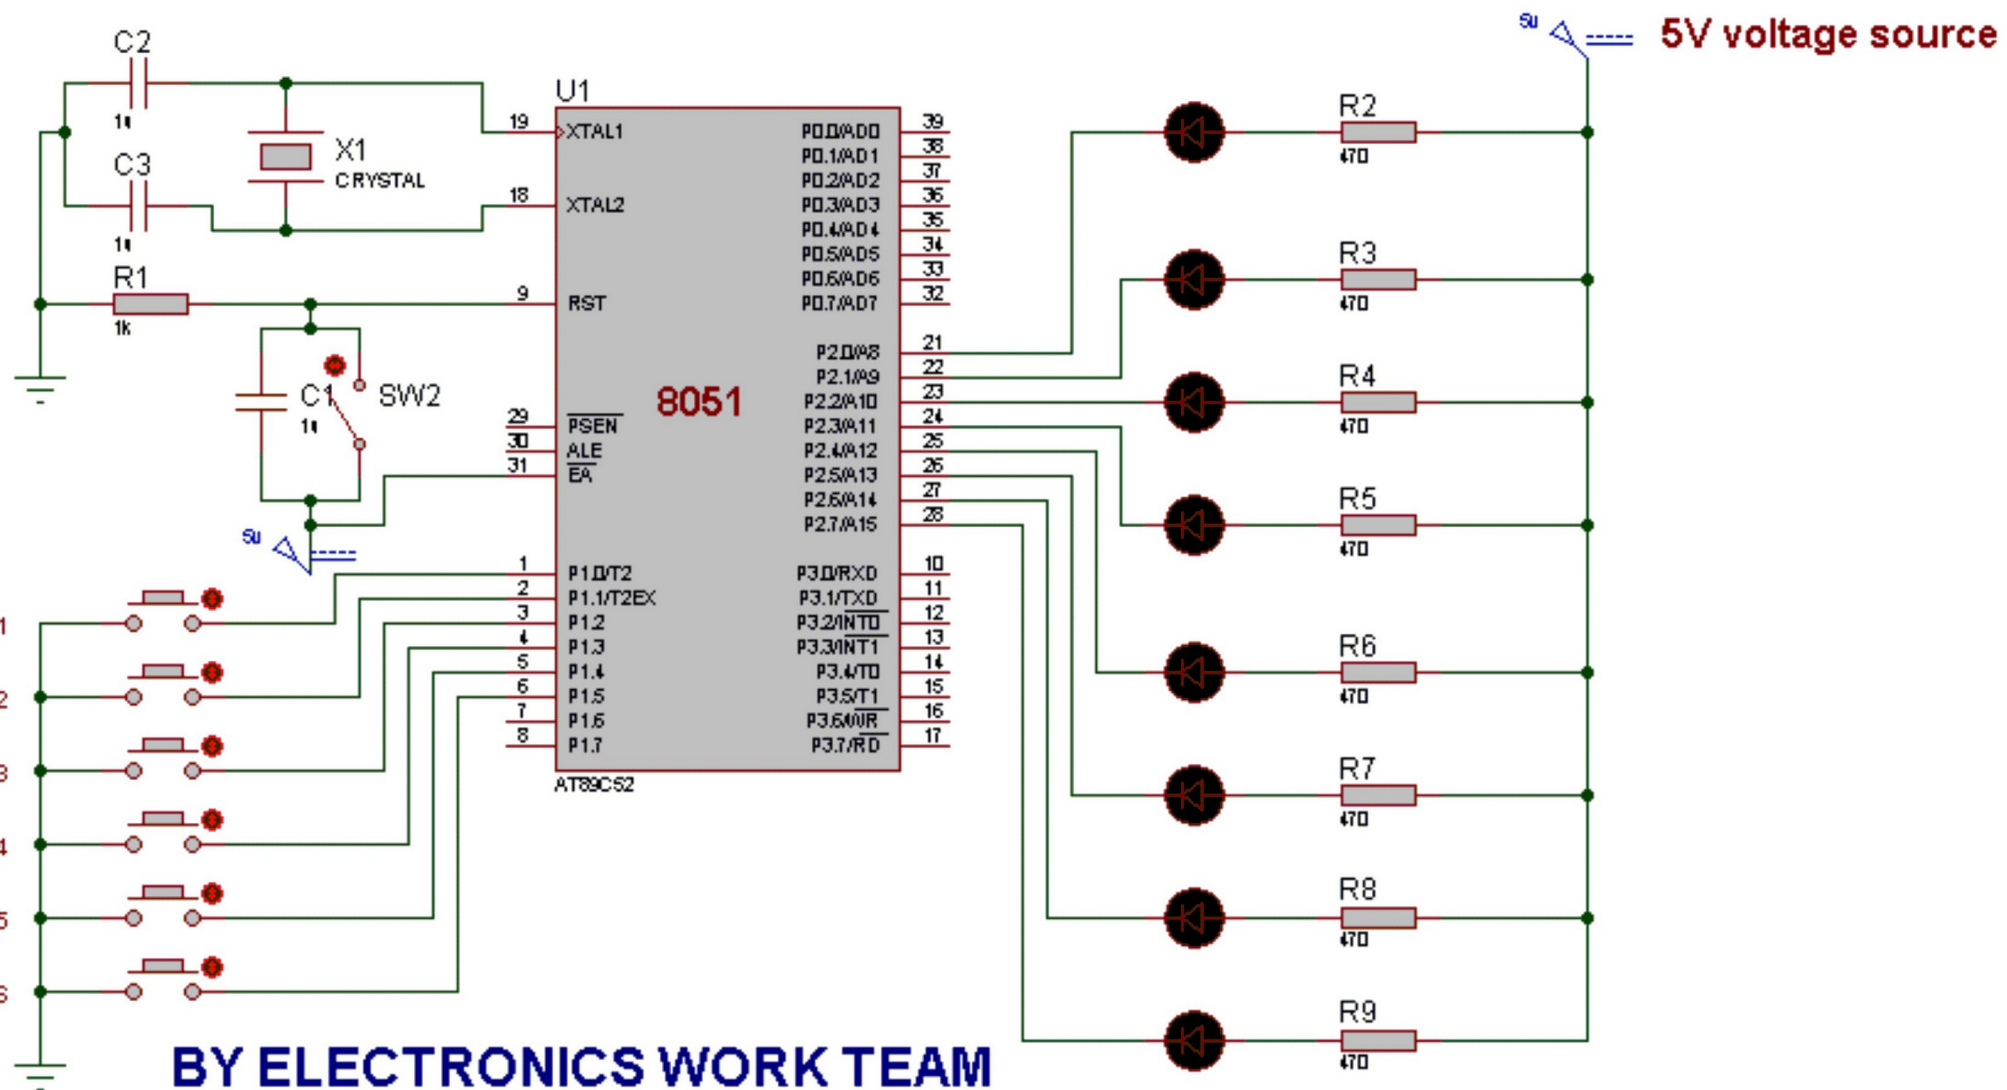 5V voltage source
5v
C2
1u
X1
CRYSTAL
C3
1u
R1
1k
C1
1u
SW2
5v
U1
19 XTAL1
18 XTAL2
9 RST
29 PSEN
30 ALE
31 EA
1 P1.0/T2
2 P1.1/T2EX
3 P1.2
4 P1.3
5 P1.4
6 P1.5
7 P1.6
8 P1.7
8051
AT89C52
P0.0/AD0 39
P0.1/AD1 38
P0.2/AD2 37
P0.3/AD3 36
P0.4/AD4 35
P0.5/AD5 34
P0.6/AD6 33
P0.7/AD7 32
P2.0/A8 21
P2.1/A9 22
P2.2/A10 23
P2.3/A11 24
P2.4/A12 25
P2.5/A13 26
P2.6/A14 27
P2.7/A15 28
P3.0/RXD 10
P3.1/TXD 11
P3.2/INT0 12
P3.3/INT1 13
P3.4/T0 14
P3.5/T1 15
P3.6/WR 16
P3.7/RD 17
R2
470
R3
470
R4
470
R5
470
R6
470
R7
470
R8
470
R9
470
1
2
3
4
5
6
BY ELECTRONICS WORK TEAM